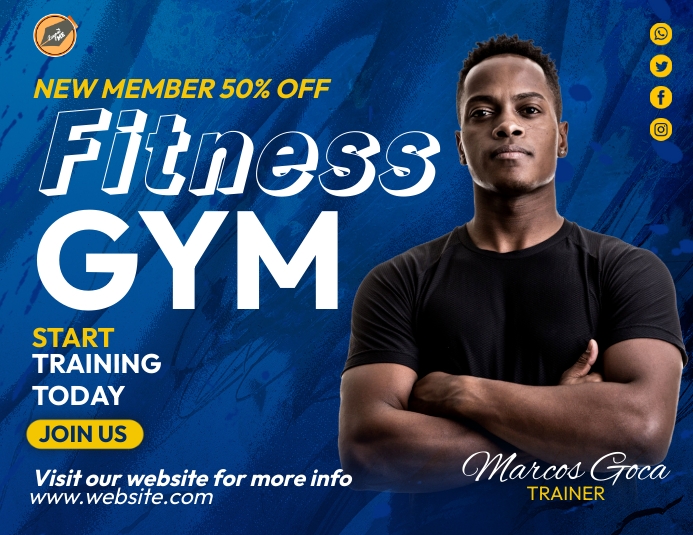 NEW MEMBER 50% OFF
Fitness
GYM
START
TRAINING
TODAY
JOIN US
Visit our website for more info
www.website.com
Marcos Goca
TRAINER